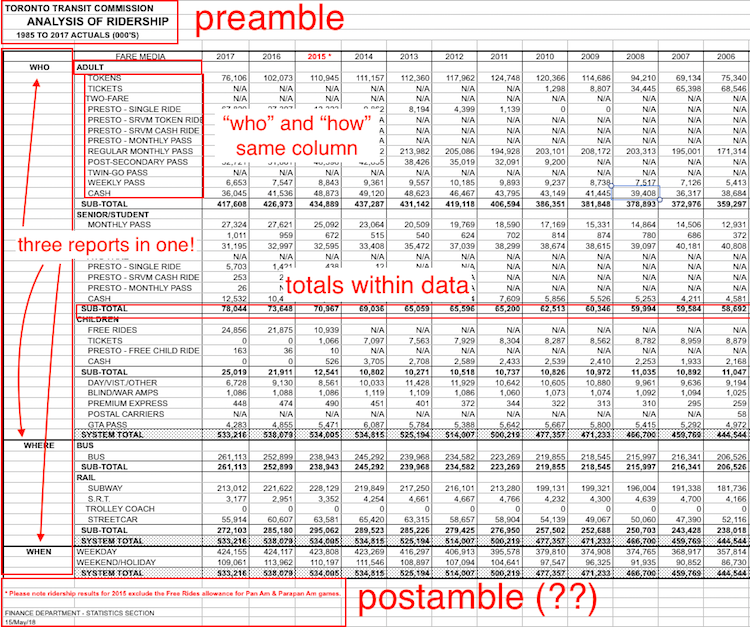 TORONTO TRANSIT COMMISSION
ANALYSIS OF RIDERSHIP
1985 TO 2017 ACTUALS (000'S)
preamble
FARE MEDIA 2017 2016 2015 * 2014 2013 2012 2011 2010 2009 2008 2007 2006
WHO ADULT
TOKENS 76,106 102,073 110,945 111,157 112,360 117,962 124,748 120,366 114,686 94,210 69,134 75,340
TICKETS N/A N/A N/A N/A N/A N/A N/A 1,298 8,807 34,445 65,398 68,546
TWO-FARE N/A N/A N/A N/A N/A N/A N/A N/A N/A N/A N/A N/A
PRESTO - SINGLE RIDE 8,194 4,399 1,139 0 0 N/A N/A N/A
PRESTO - SRVM TOKEN RIDE N/A N/A N/A N/A N/A N/A N/A
PRESTO - SRVM CASH RIDE N/A N/A N/A N/A N/A N/A N/A
PRESTO - MONTHLY PASS N/A N/A N/A N/A N/A N/A N/A
REGULAR MONTHLY PASS 213,982 205,086 194,928 203,101 208,172 203,313 195,001 171,314
POST-SECONDARY PASS 38,426 35,019 32,091 9,200 N/A N/A N/A N/A
TWIN-GO PASS N/A N/A N/A N/A N/A N/A N/A N/A N/A N/A N/A N/A
WEEKLY PASS 6,653 7,547 8,843 9,361 9,557 10,185 9,893 9,237 8,738 7,517 7,126 5,413
CASH 36,045 41,536 48,873 49,120 48,623 46,467 43,795 43,149 41,445 39,408 36,317 38,684
SUB-TOTAL 417,608 426,973 434,889 437,287 431,142 419,118 406,594 386,351 381,848 378,893 372,976 359,297
"who" and "how"
same column
SENIOR/STUDENT
MONTHLY PASS 27,324 27,621 25,092 23,064 20,509 19,769 18,590 17,169 15,331 14,864 14,506 12,931
1,011 959 672 515 540 624 702 814 874 780 686 372
31,195 32,997 32,595 33,408 35,472 37,039 38,299 38,674 38,615 39,097 40,181 40,808
three reports in one!
PRESTO - SINGLE RIDE 5,703 1,421 438 12 N/A N/A N/A N/A N/A N/A N/A N/A
PRESTO - SRVM CASH RIDE 253 N/A N/A N/A N/A N/A N/A
PRESTO - MONTHLY PASS 26 N/A N/A N/A N/A N/A N/A
CASH 12,532 7,609 5,856 5,526 5,253 4,211 4,581
totals within data
SUB-TOTAL 78,044 73,648 70,967 69,036 65,059 65,596 65,200 62,513 60,346 59,994 59,584 58,692
CHILDREN
FREE RIDES 24,856 21,875 10,939 N/A N/A N/A N/A N/A N/A N/A N/A N/A
TICKETS 0 0 1,066 7,097 7,563 7,929 8,304 8,287 8,562 8,782 8,959 8,879
PRESTO - FREE CHILD RIDE 163 36 10 N/A N/A N/A N/A N/A N/A N/A N/A N/A
CASH 0 0 526 3,705 2,708 2,589 2,433 2,539 2,410 2,253 1,933 2,168
SUB-TOTAL 25,019 21,911 12,541 10,802 10,271 10,518 10,737 10,826 10,972 11,035 10,892 11,047
DAY/VIST./OTHER 6,728 9,130 8,561 10,033 11,428 11,929 10,642 10,605 10,880 9,961 9,636 9,194
BLIND/WAR AMPS 1,086 1,088 1,086 1,119 1,109 1,086 1,060 1,073 1,074 1,092 1,094 1,025
PREMIUM EXPRESS 448 474 490 451 401 372 344 322 313 310 295 259
POSTAL CARRIERS N/A N/A N/A N/A N/A N/A N/A N/A N/A N/A N/A 58
GTA PASS 4,283 4,855 5,471 6,087 5,784 5,388 5,642 5,667 5,800 5,415 5,292 4,972
SYSTEM TOTAL 533,216 538,079 534,005 534,815 525,194 514,007 500,219 477,357 471,233 466,700 459,769 444,544
WHERE BUS
BUS 261,113 252,899 238,943 245,292 239,968 234,582 223,269 219,855 218,545 215,997 216,341 206,526
SUB-TOTAL 261,113 252,899 238,943 245,292 239,968 234,582 223,269 219,855 218,545 215,997 216,341 206,526
RAIL
SUBWAY 213,012 221,622 228,129 219,849 217,250 216,101 213,280 199,131 199,321 196,004 191,338 181,736
S.R.T. 3,177 2,951 3,352 4,254 4,661 4,667 4,766 4,232 4,300 4,639 4,700 4,166
TROLLEY COACH 0 0 0 0 0 0 0 0 0 0 0 0
STREETCAR 55,914 60,607 63,581 65,420 63,315 58,657 58,904 54,139 49,067 50,060 47,390 52,116
SUB-TOTAL 272,103 285,180 295,062 289,523 285,226 279,425 276,950 257,502 252,688 250,703 243,428 238,018
SYSTEM TOTAL 533,216 538,079 534,005 534,815 525,194 514,007 500,219 477,357 471,233 466,700 459,769 444,544
WHEN WEEKDAY 424,155 424,117 423,808 423,269 416,297 406,913 395,578 379,810 374,908 374,765 368,917 357,814
WEEKEND/HOLIDAY 109,061 113,962 110,197 111,546 108,897 107,094 104,641 97,547 96,325 91,935 90,852 86,730
SYSTEM TOTAL 533,216 538,079 534,005 534,815 525,194 514,007 500,219 477,357 471,233 466,700 459,769 444,544
* Please note ridership results for 2015 exclude the Free Rides allowance for Pan Am & Parapan Am games.
FINANCE DEPARTMENT - STATISTICS SECTION
15/May/18
postamble (??)